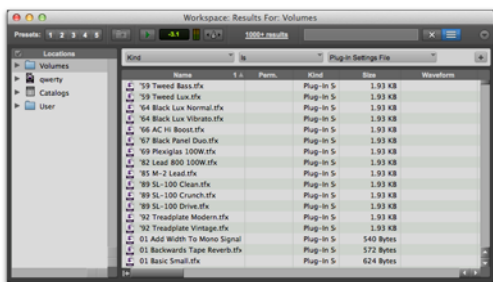 Workspace: Results For: Volumes
Presets: 1 2 3 4 5 -3.1 1000+ results
Locations
Volumes
qwerty
Catalogs
User
Kind is Plug-in Settings File
Name 1 Perm. Kind Size Waveform
'59 Tweed Bass.tfx Plug-In S 1.93 KB
'59 Tweed Lux.tfx Plug-In S 1.93 KB
'64 Black Lux Normal.tfx Plug-In S 1.93 KB
'64 Black Lux Vibrato.tfx Plug-In S 1.93 KB
'66 AC Hi Boost.tfx Plug-In S 1.93 KB
'67 Black Panel Duo.tfx Plug-In S 1.93 KB
'69 Plexiglas 100W.tfx Plug-In S 1.93 KB
'82 Lead 800 100W.tfx Plug-In S 1.93 KB
'85 M-2 Lead.tfx Plug-In S 1.93 KB
'89 SL-100 Clean.tfx Plug-In S 1.93 KB
'89 SL-100 Crunch.tfx Plug-In S 1.93 KB
'89 SL-100 Drive.tfx Plug-In S 1.93 KB
'92 Treadplate Modern.tfx Plug-In S 1.93 KB
'92 Treadplate Vintage.tfx Plug-In S 1.93 KB
01 Add Width To Mono Signal Plug-In S 540 Bytes
01 Backwards Tape Reverb.tfx Plug-In S 572 Bytes
01 Basic Small.tfx Plug-In S 624 Bytes